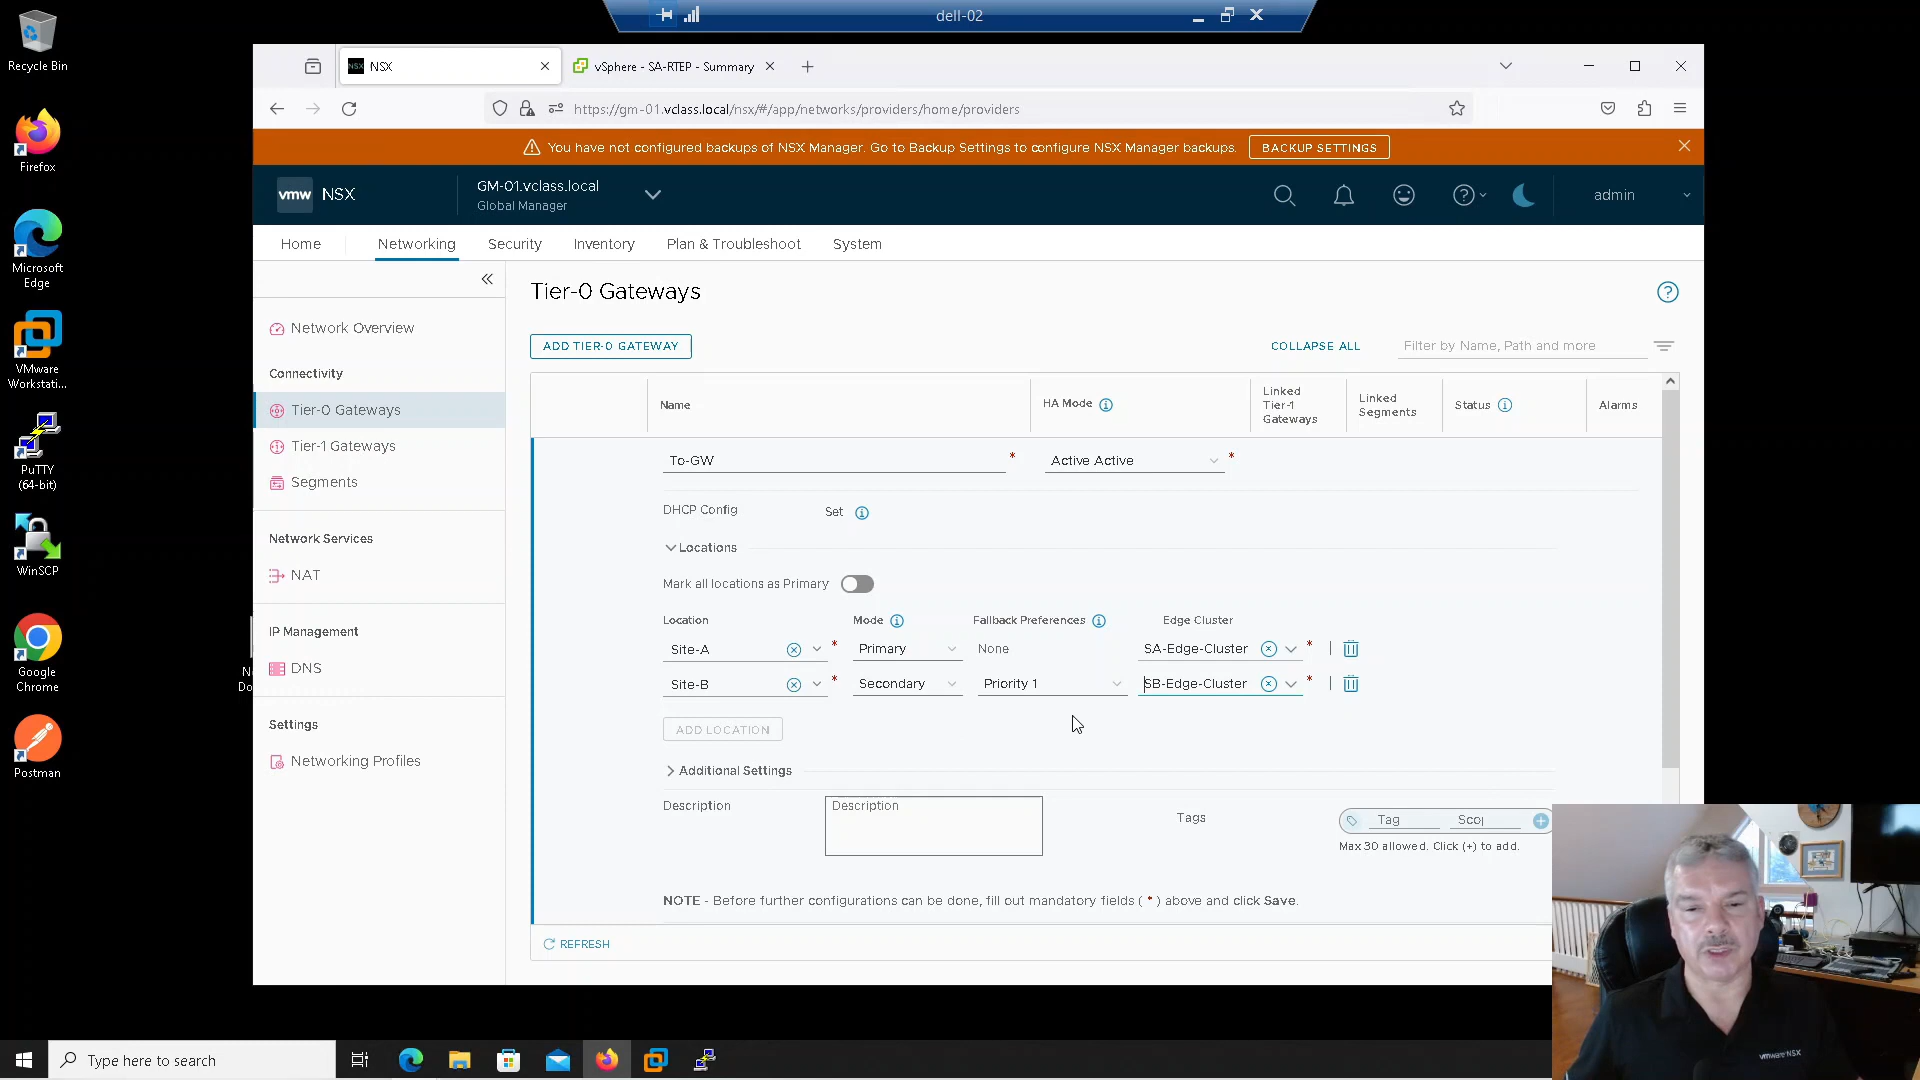 dell-02
Recycle Bin
Firefox
Microsoft
Edge
VMware
Workstati...
PuTTY
(64-bit)
WinSCP
Google
Chrome
Postman
NSX
vSphere - SA-RTEP - Summary
https://gm-01.vclass.local/nsx/#/app/networks/providers/home/providers
You have not configured backups of NSX Manager. Go to Backup Settings to configure NSX Manager backups.
BACKUP SETTINGS
vmw NSX
GM-01.vclass.local
Global Manager
admin
Home
Networking
Security
Inventory
Plan & Troubleshoot
System
Network Overview
Connectivity
Tier-0 Gateways
Tier-1 Gateways
Segments
Network Services
NAT
IP Management
DNS
Settings
Networking Profiles
Tier-0 Gateways
ADD TIER-0 GATEWAY
COLLAPSE ALL
Filter by Name, Path and more
Name
HA Mode
Linked
Tier-1
Gateways
Linked
Segments
Status
Alarms
To-GW *
Active Active *
DHCP Config
Set
Locations
Mark all locations as Primary
Location
Mode
Fallback Preferences
Edge Cluster
Site-A *
Primary
None
SA-Edge-Cluster *
Site-B *
Secondary
Priority 1
SB-Edge-Cluster *
ADD LOCATION
Additional Settings
Description
Description
Tags
Tag
Scop
Max 30 allowed. Click (+) to add.
NOTE - Before further configurations can be done, fill out mandatory fields ( * ) above and click Save.
REFRESH
vmware NSX
Type here to search